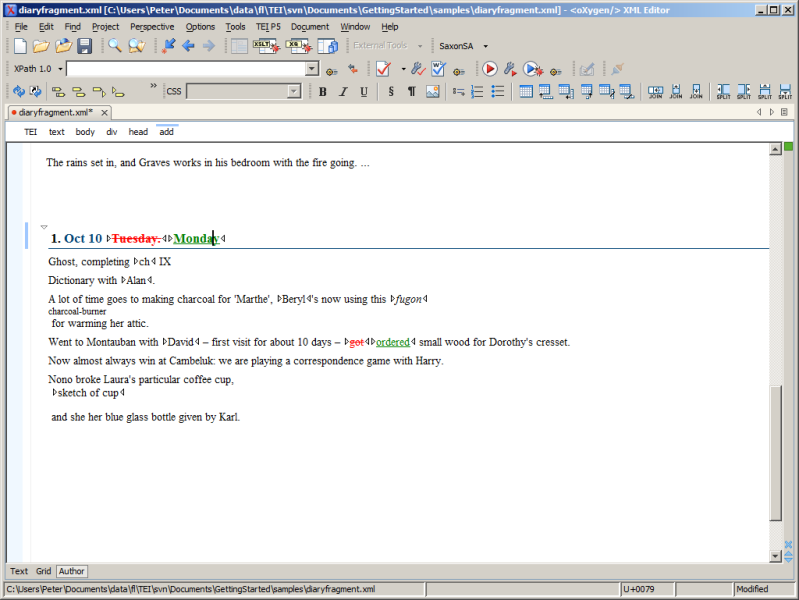 diaryfragment.xml [C:\Users\Peter\Documents\data\fl\TEI\svn\Documents\GettingStarted\samples\diaryfragment.xml] - <oXygen/> XML Editor
File Edit Find Project Perspective Options Tools TEI P5 Document Window Help
XSLT XQ External Tools SaxonSA
XPath 1.0
» CSS B I U § ¶ JOIN JOIN JOIN SPLIT SPLIT SPLIT SPLIT
diaryfragment.xml*
TEI text body div head add
The rains set in, and Graves works in his bedroom with the fire going. ...
1. Oct 10 Tuesday. Monday
Ghost, completing ch IX
Dictionary with Alan.
A lot of time goes to making charcoal for 'Marthe', Beryl's now using this fugon
charcoal-burner
for warming her attic.
Went to Montauban with David – first visit for about 10 days – got ordered small wood for Dorothy's cresset.
Now almost always win at Cambeluk: we are playing a correspondence game with Harry.
Nono broke Laura's particular coffee cup,
sketch of cup
and she her blue glass bottle given by Karl.
Text Grid Author
C:\Users\Peter\Documents\data\fl\TEI\svn\Documents\GettingStarted\samples\diaryfragment.xml U+0079 Modified